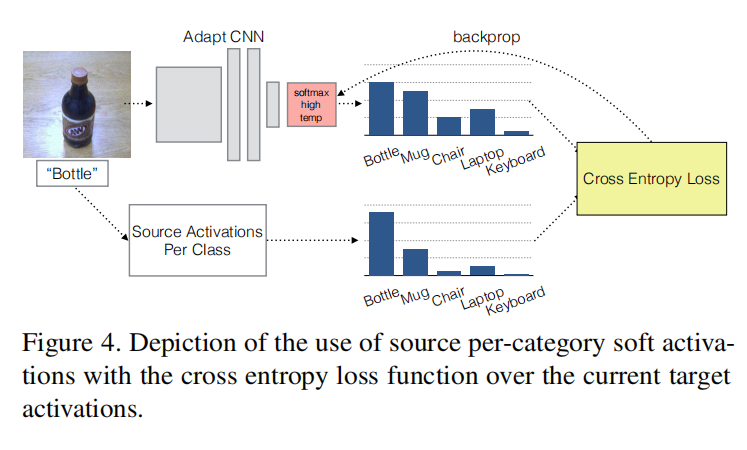 Adapt CNN
backprop
softmax
high
temp
Bottle
Mug
Chair
Laptop
Keyboard
"Bottle"
Cross Entropy Loss
Source Activations
Per Class
Bottle
Mug
Chair
Laptop
Keyboard
Figure 4. Depiction of the use of source per-category soft activa-
tions with the cross entropy loss function over the current target
activations.